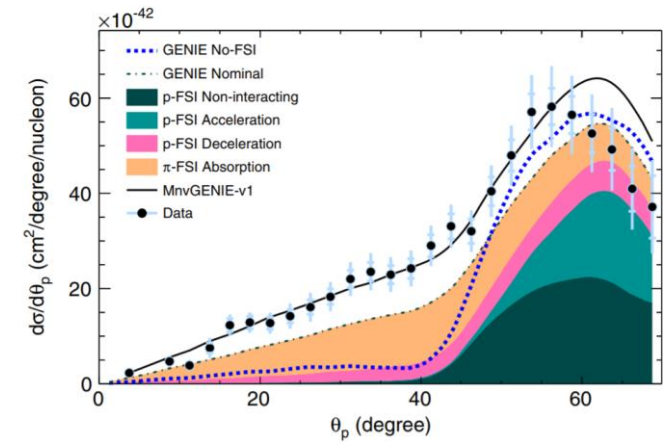 ×10⁻⁴²
GENIE No-FSI
GENIE Nominal
p-FSI Non-interacting
p-FSI Acceleration
p-FSI Deceleration
π-FSI Absorption
MnvGENIE-v1
Data
60
40
20
0
dσ/dθₚ (cm²/degree/nucleon)
0 20 40 60
θₚ (degree)